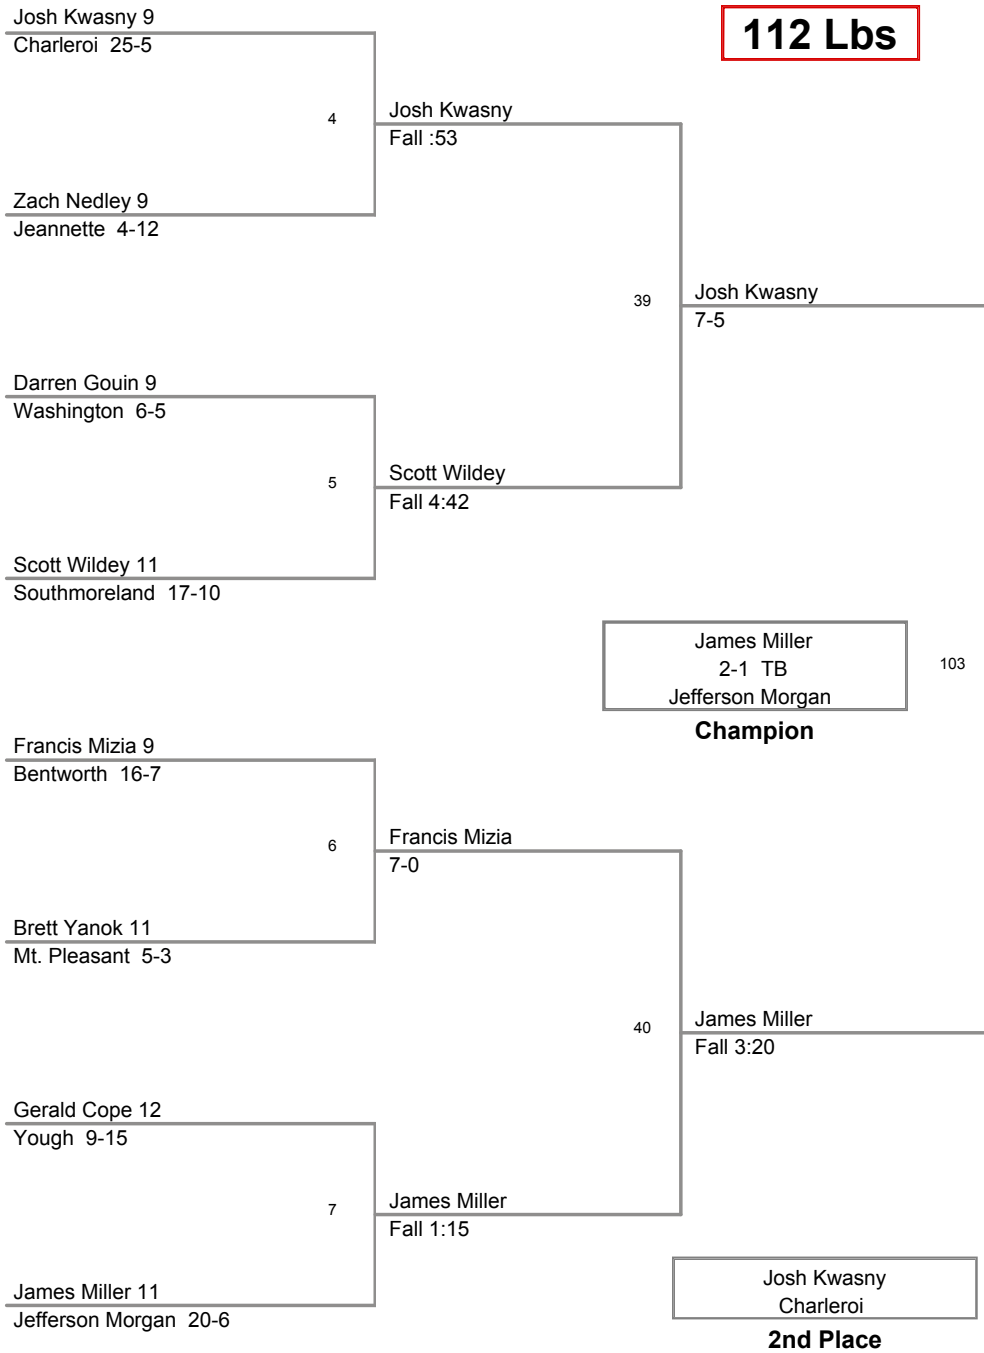 Josh Kwasny 9
Charleroi 25-5
112 Lbs
4
Josh Kwasny
Fall :53
Zach Nedley 9
Jeannette 4-12
39
Josh Kwasny
7-5
Darren Gouin 9
Washington 6-5
5
Scott Wildey
Fall 4:42
Scott Wildey 11
Southmoreland 17-10
James Miller
2-1 TB
Jefferson Morgan
103
Champion
Francis Mizia 9
Bentworth 16-7
6
Francis Mizia
7-0
Brett Yanok 11
Mt. Pleasant 5-3
40
James Miller
Fall 3:20
Gerald Cope 12
Yough 9-15
7
James Miller
Fall 1:15
James Miller 11
Jefferson Morgan 20-6
Josh Kwasny
Charleroi
2nd Place